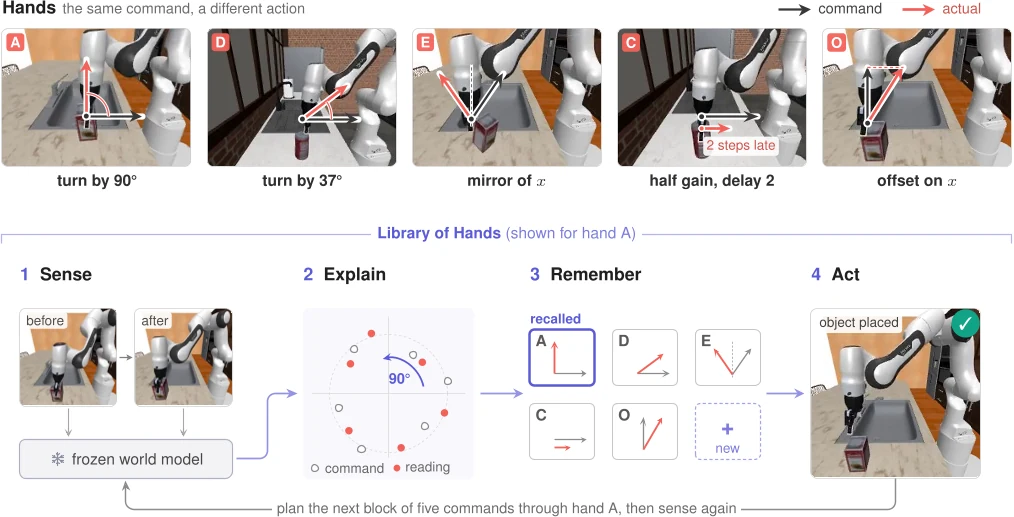 Hands the same command, a different action
command
actual
A
D
E
C
O
2 steps late
turn by 90°
turn by 37°
mirror of x
half gain, delay 2
offset on x
Library of Hands (shown for hand A)
1 Sense
2 Explain
3 Remember
4 Act
before
after
frozen world model
90°
command
reading
recalled
A
D
E
C
O
+
new
object placed
✓
plan the next block of five commands through hand A, then sense again